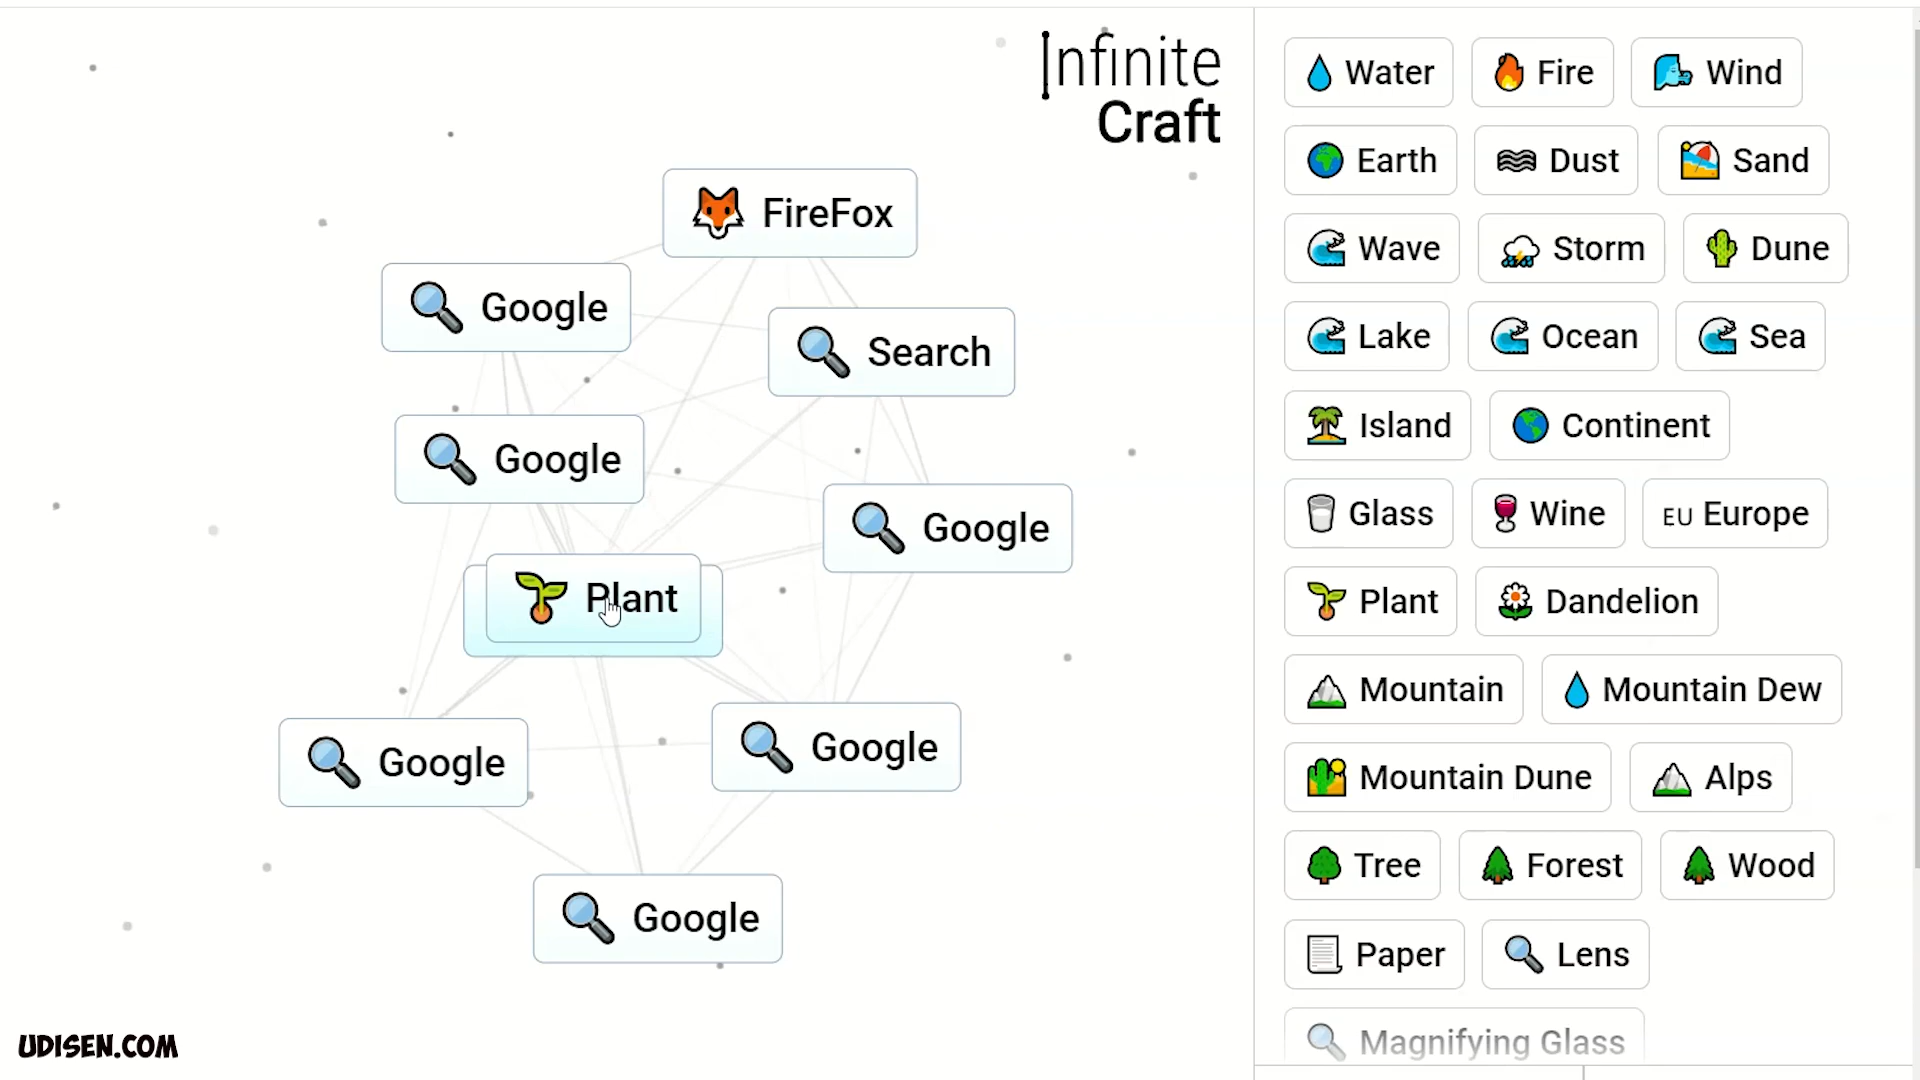 Infinite
Craft
FireFox
Google
Search
Google
Google
Plant
Google
Google
Google
Water
Fire
Wind
Earth
Dust
Sand
Wave
Storm
Dune
Lake
Ocean
Sea
Island
Continent
Glass
Wine
EU Europe
Plant
Dandelion
Mountain
Mountain Dew
Mountain Dune
Alps
Tree
Forest
Wood
Paper
Lens
Magnifying Glass
UDISEN.COM